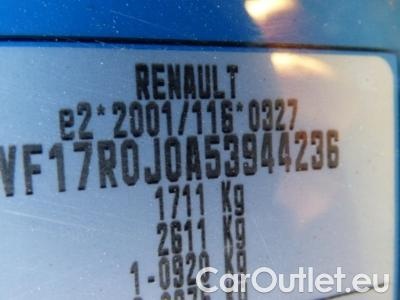 RENAULT
e2*2001/116*0327
VF17R0J0A53944236
1711 Kg
2611 Kg
1-0920 Kg
CarOutlet.eu